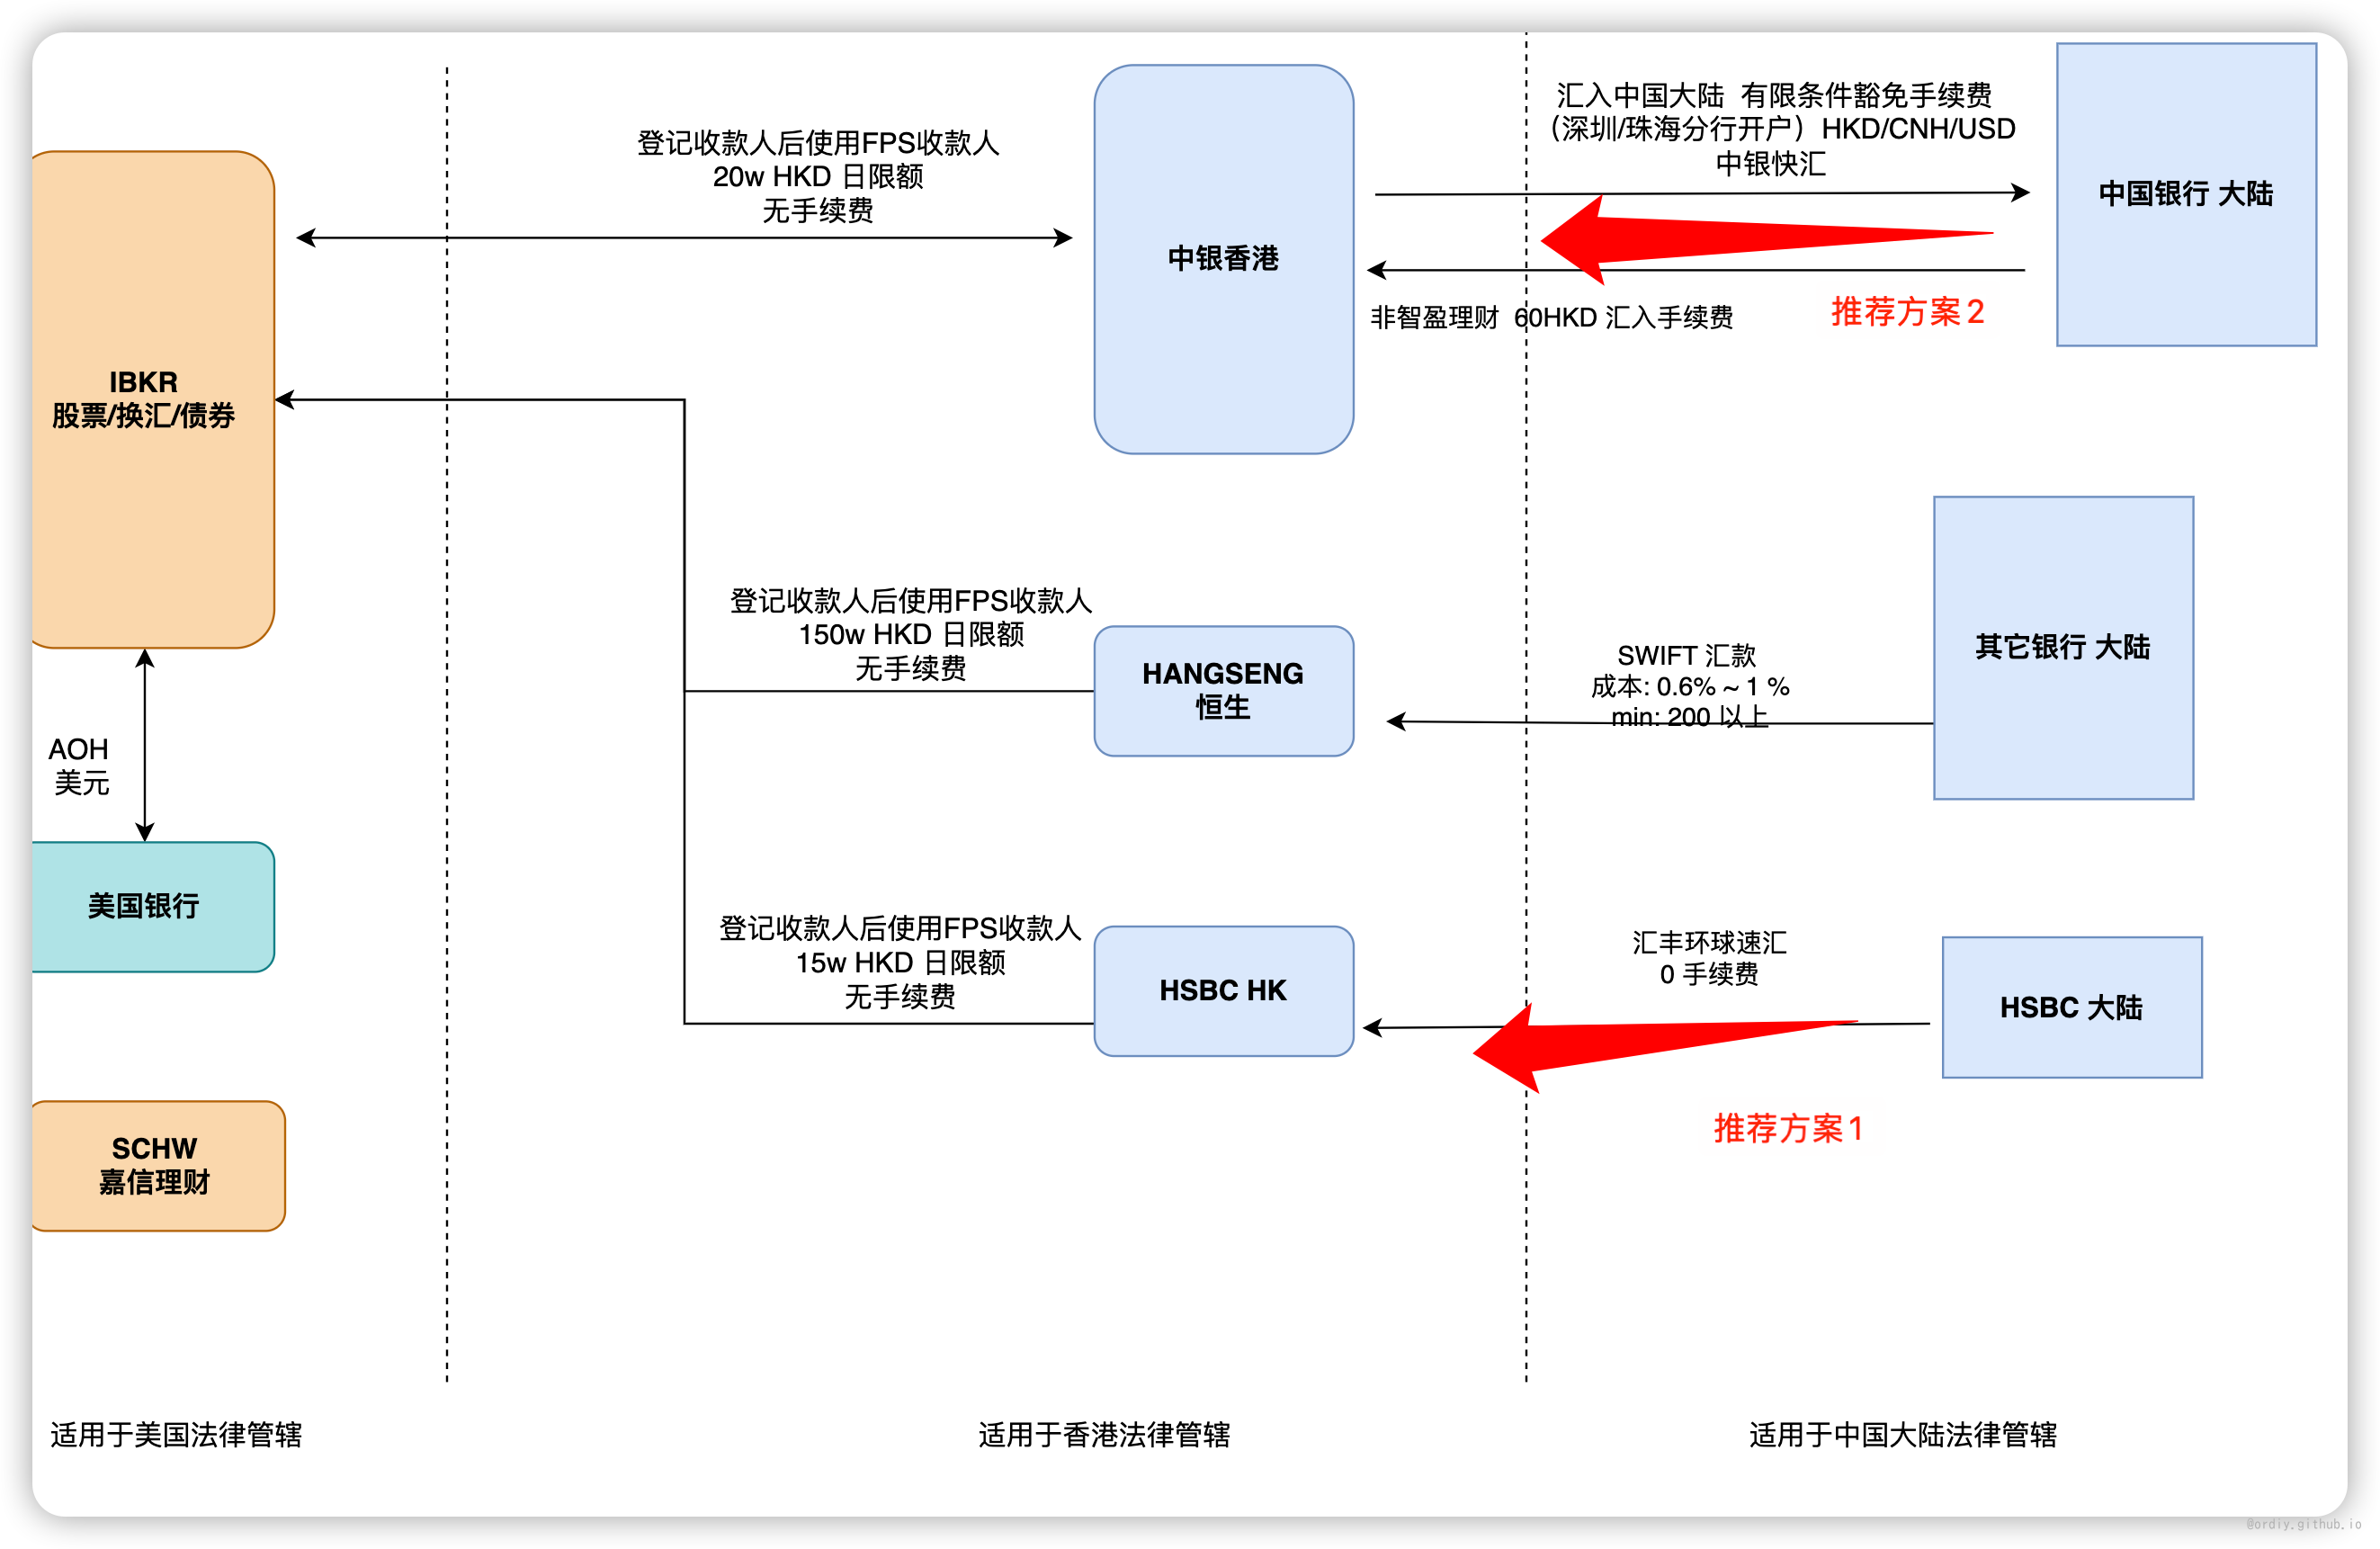 汇入中国大陆 有限条件豁免手续费
（深圳/珠海分行开户）HKD/CNH/USD
中银快汇
登记收款人后使用FPS收款人
20w HKD 日限额
无手续费
中国银行 大陆
中银香港
非智盈理财 60HKD 汇入手续费
推荐方案2
IBKR
股票/换汇/债券
登记收款人后使用FPS收款人
150w HKD 日限额
无手续费
HANGSENG
恒生
SWIFT 汇款
成本: 0.6% ~ 1 %
min: 200 以上
其它银行 大陆
AOH
美元
美国银行
登记收款人后使用FPS收款人
15w HKD 日限额
无手续费
HSBC HK
汇丰环球速汇
0 手续费
HSBC 大陆
推荐方案1
SCHW
嘉信理财
适用于美国法律管辖
适用于香港法律管辖
适用于中国大陆法律管辖
@ordiy.github.io